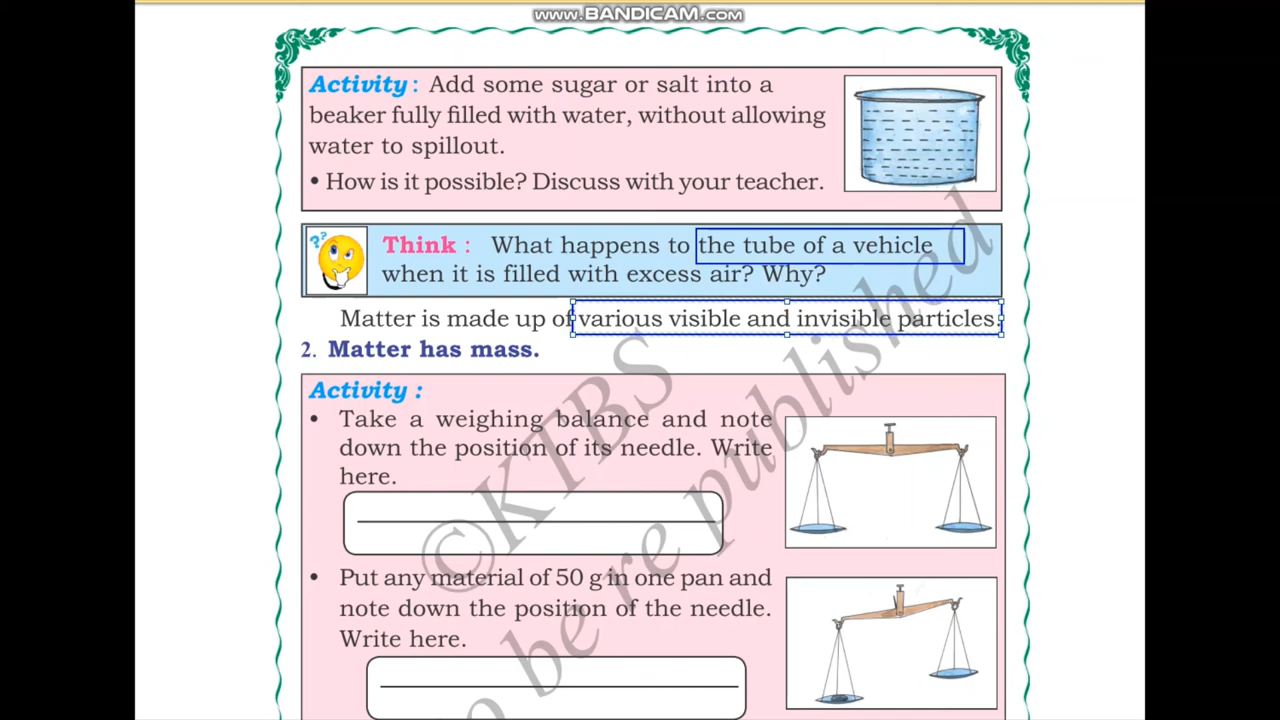 www.BANDICAM.com
Activity : Add some sugar or salt into a
beaker fully filled with water, without allowing
water to spillout.
• How is it possible? Discuss with your teacher.
??
Think : What happens to the tube of a vehicle
when it is filled with excess air? Why?
Matter is made up of various visible and invisible particles.
2. Matter has mass.
Activity :
• Take a weighing balance and note
down the position of its needle. Write
here.
• Put any material of 50 g in one pan and
note down the position of the needle.
Write here.
©KTBS
to be re published